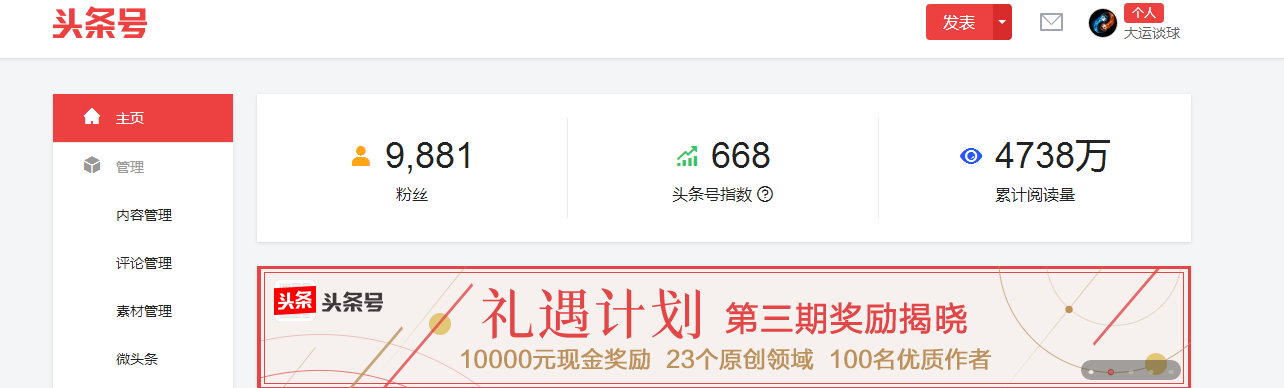 头条号
发表
个人
大运谈球
主页
管理
内容管理
评论管理
素材管理
微头条
9,881
粉丝
668
头条号指数 ?
4738万
累计阅读量
头条 头条号
礼遇计划 第三期奖励揭晓
10000元现金奖励 23个原创领域 100名优质作者